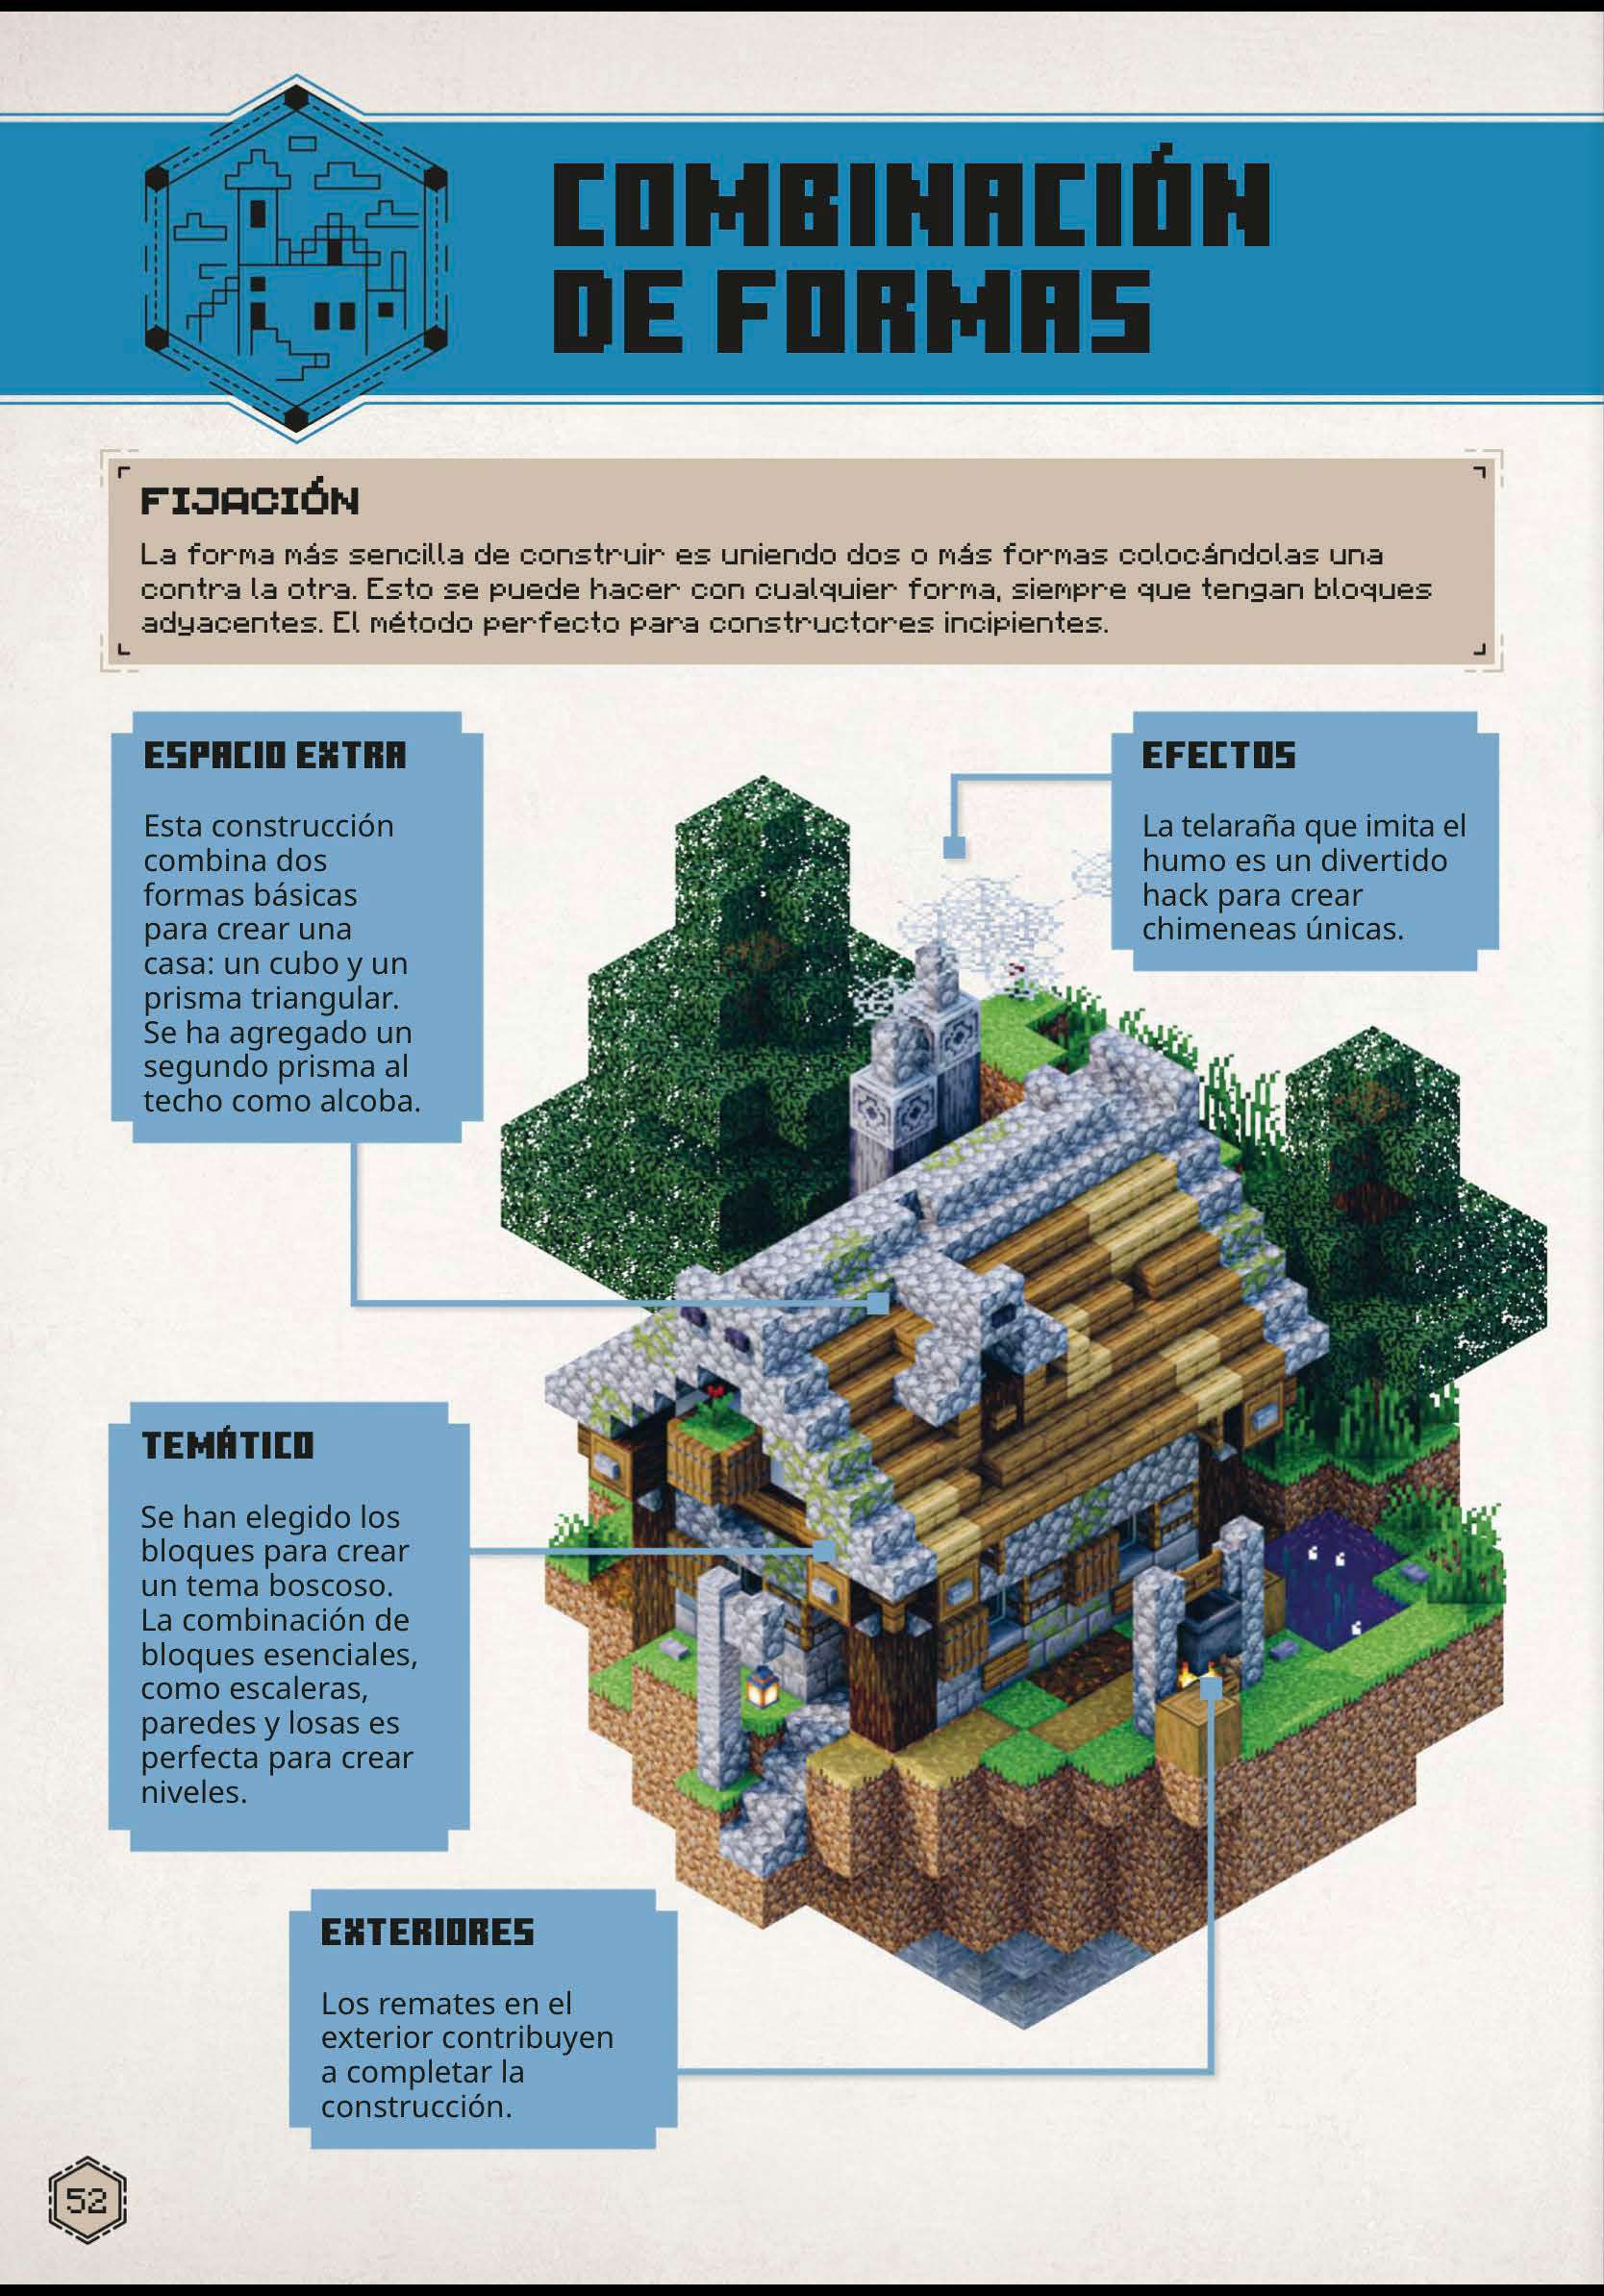 COMBINACIÓN
DE FORMAS
FIJACIÓN
La forma más sencilla de construir es uniendo dos o más formas colocándolas una
contra la otra. Esto se puede hacer con cualquier forma, siempre que tengan bloques
adyacentes. El método perfecto para constructores incipientes.
ESPACIO EXTRA
Esta construcción
combina dos
formas básicas
para crear una
casa: un cubo y un
prisma triangular.
Se ha agregado un
segundo prisma al
techo como alcoba.
EFECTOS
La telaraña que imita el
humo es un divertido
hack para crear
chimeneas únicas.
TEMÁTICO
Se han elegido los
bloques para crear
un tema boscoso.
La combinación de
bloques esenciales,
como escaleras,
paredes y losas es
perfecta para crear
niveles.
EXTERIORES
Los remates en el
exterior contribuyen
a completar la
construcción.
52